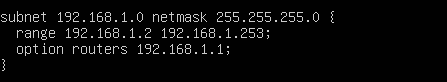 subnet 192.168.1.0 netmask 255.255.255.0 {
  range 192.168.1.2 192.168.1.253;
  option routers 192.168.1.1;
}